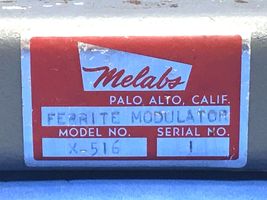 Melabs
PALO ALTO, CALIF.
FERRITE MODULATOR
MODEL NO. SERIAL NO.
X-516 1